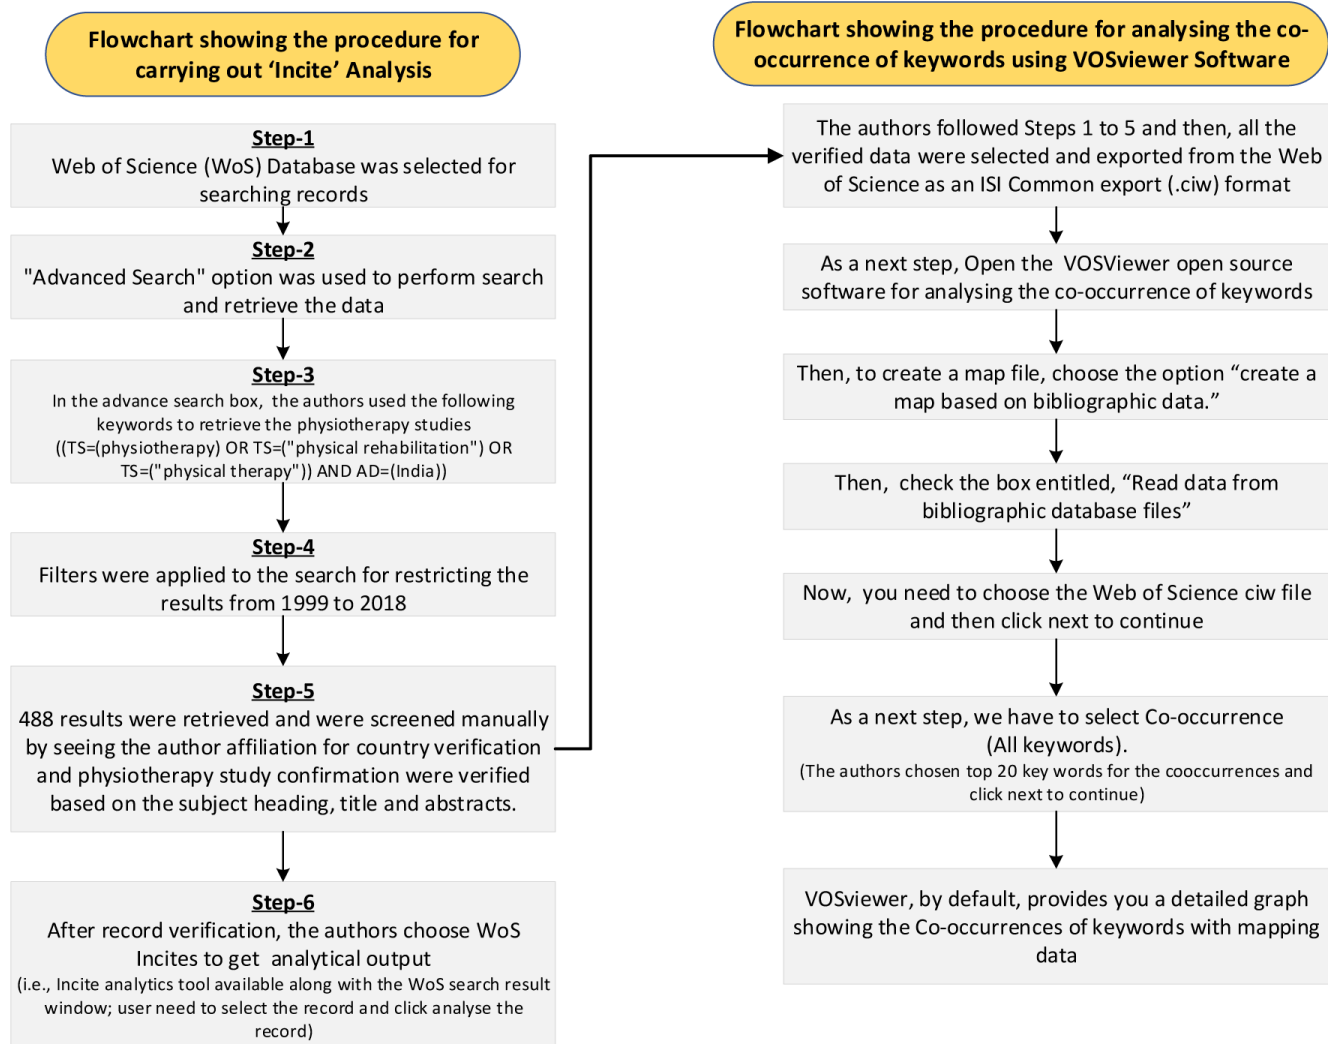 Flowchart showing the procedure for
carrying out ‘Incite’ Analysis
Step-1
Web of Science (WoS) Database was selected for
searching records
Step-2
"Advanced Search" option was used to perform search
and retrieve the data
Step-3
In the advance search box, the authors used the following
keywords to retrieve the physiotherapy studies
((TS=(physiotherapy) OR TS=("physical rehabilitation") OR
TS=("physical therapy")) AND AD=(India))
Step-4
Filters were applied to the search for restricting the
results from 1999 to 2018
Step-5
488 results were retrieved and were screened manually
by seeing the author affiliation for country verification
and physiotherapy study confirmation were verified
based on the subject heading, title and abstracts.
Step-6
After record verification, the authors choose WoS
Incites to get analytical output
(i.e., Incite analytics tool available along with the WoS search result
window; user need to select the record and click analyse the
record)
Flowchart showing the procedure for analysing the co-
occurrence of keywords using VOSviewer Software
The authors followed Steps 1 to 5 and then, all the
verified data were selected and exported from the Web
of Science as an ISI Common export (.ciw) format
As a next step, Open the VOSViewer open source
software for analysing the co-occurrence of keywords
Then, to create a map file, choose the option “create a
map based on bibliographic data.”
Then, check the box entitled, “Read data from
bibliographic database files”
Now, you need to choose the Web of Science ciw file
and then click next to continue
As a next step, we have to select Co-occurrence
(All keywords).
(The authors chosen top 20 key words for the cooccurrences and
click next to continue)
VOSviewer, by default, provides you a detailed graph
showing the Co-occurrences of keywords with mapping
data